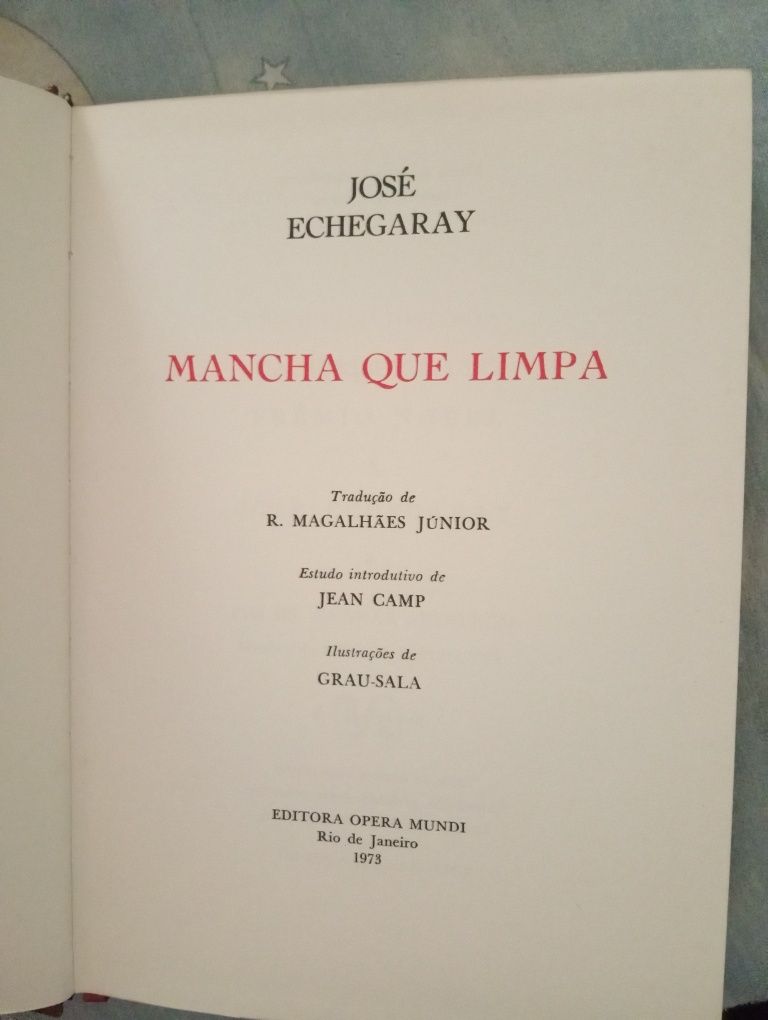 JOSÉ
ECHEGARAY
MANCHA QUE LIMPA
Tradução de
R. MAGALHÃES JÚNIOR
Estudo introdutivo de
JEAN CAMP
Ilustrações de
GRAU-SALA
EDITORA OPERA MUNDI
Rio de Janeiro
1973